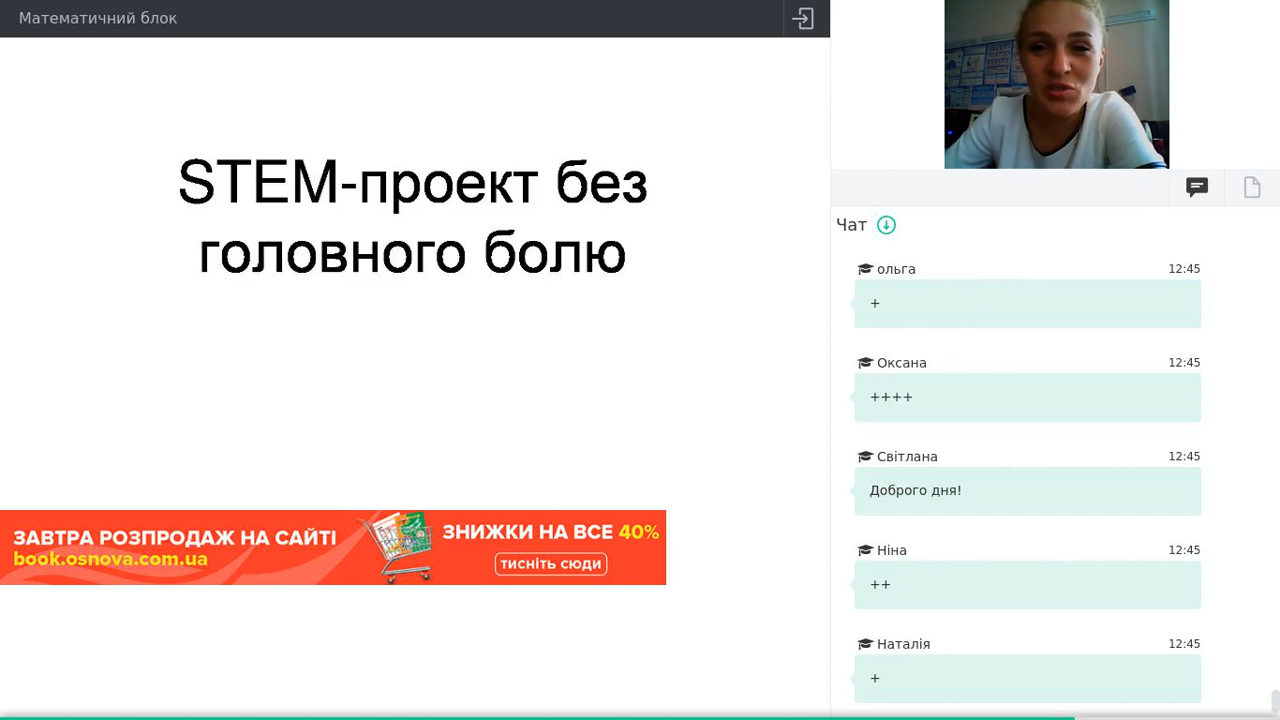 Математичний блок
STEM-проект без
головного болю
ЗАВТРА РОЗПРОДАЖ НА САЙТІ
book.osnova.com.ua
ЗНИЖКИ НА ВСЕ 40%
тисніть сюди
Чат
ольга 12:45
+
Оксана 12:45
++++
Світлана 12:45
Доброго дня!
Ніна 12:45
++
Наталія 12:45
+